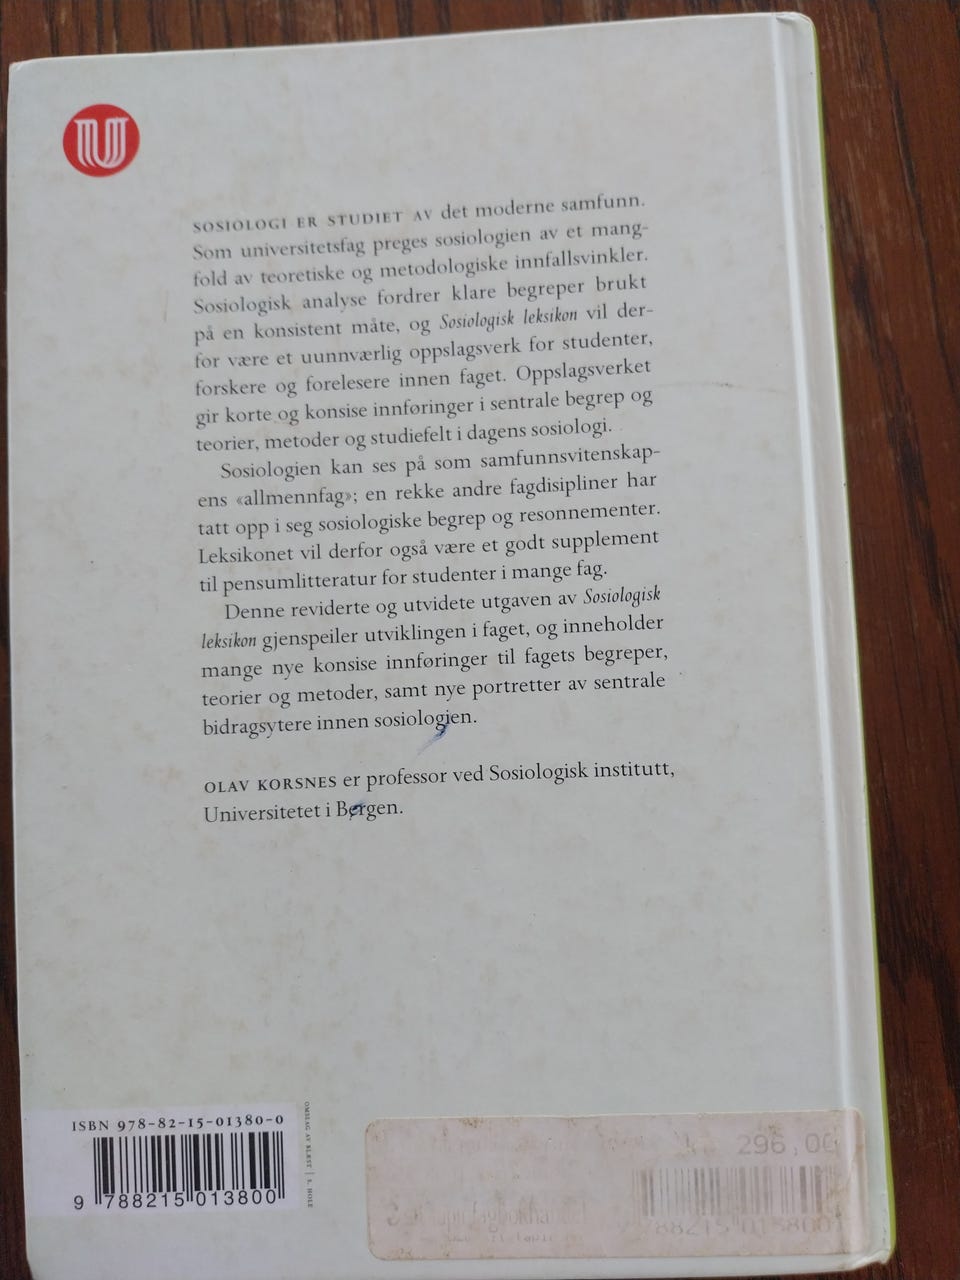 SOSIOLOGI ER STUDIET AV det moderne samfunn.
Som universitetsfag preges sosiologien av et mang-
fold av teoretiske og metodologiske innfallsvinkler.
Sosiologisk analyse fordrer klare begreper brukt
på en konsistent måte, og Sosiologisk leksikon vil der-
for være et uunnværlig oppslagsverk for studenter,
forskere og forelesere innen faget. Oppslagsverket
gir korte og konsise innføringer i sentrale begrep og
teorier, metoder og studiefelt i dagens sosiologi.
Sosiologien kan ses på som samfunnsvitenskap-
ens «allmennfag»; en rekke andre fagdisipliner har
tatt opp i seg sosiologiske begrep og resonnementer.
Leksikonet vil derfor også være et godt supplement
til pensumlitteratur for studenter i mange fag.
Denne reviderte og utvidete utgaven av Sosiologisk
leksikon gjenspeiler utviklingen i faget, og inneholder
mange nye konsise innføringer til fagets begreper,
teorier og metoder, samt nye portretter av sentrale
bidragsytere innen sosiologien.
OLAV KORSNES er professor ved Sosiologisk institutt,
Universitetet i Bergen.
ISBN 978-82-15-01380-0
9 788215 013800
OMSLAG AV BLÆST | S. HOLE
296,00
788215 013800